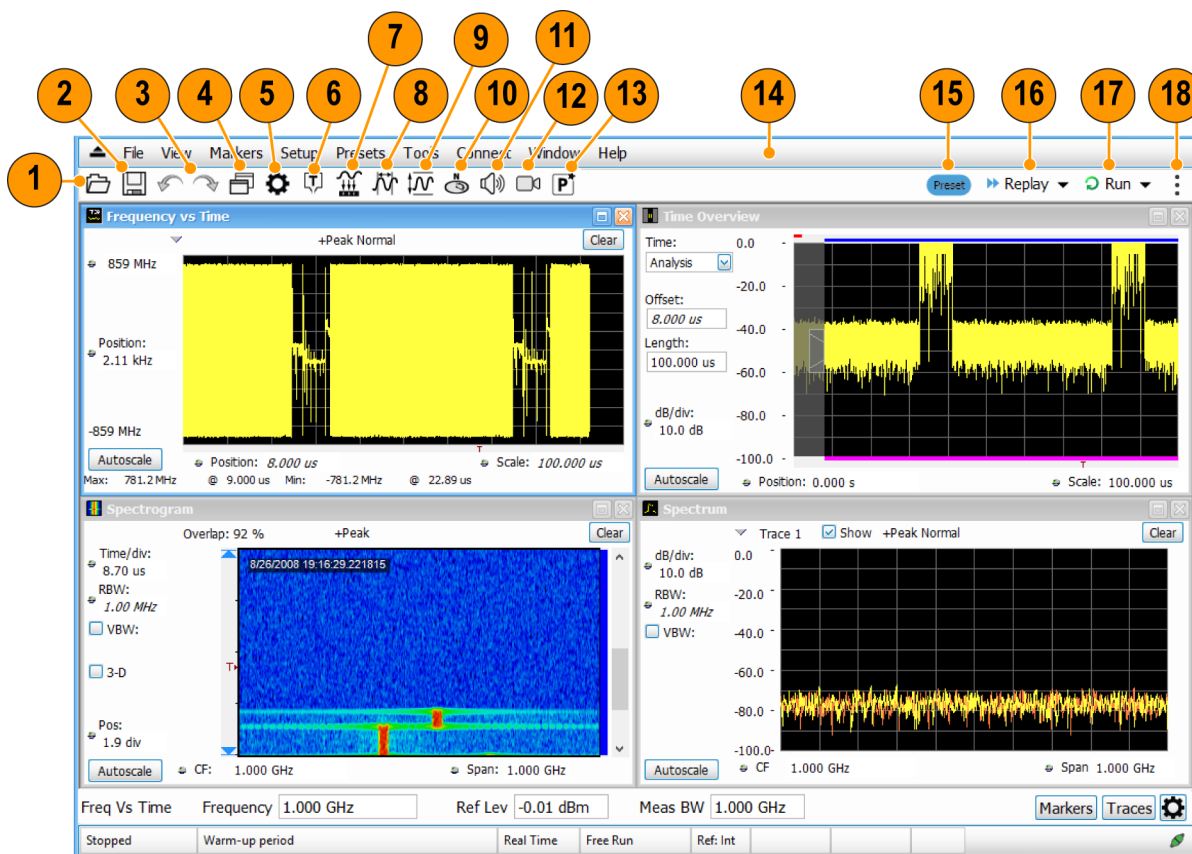 7 9 11
2 3 4 5 6 8 10 12 13 14 15 16 17 18
File View Markers Setup Presets Tools Connect Window Help
1
T N P Preset Replay Run
Frequency vs Time
+Peak Normal Clear
859 MHz
Position:
2.11 kHz
-859 MHz
T
Autoscale Position: 8.000 us Scale: 100.000 us
Max: 781.2 MHz @ 9.000 us Min: -781.2 MHz @ 22.89 us
Time Overview
Time:
Analysis
Offset:
8.000 us
Length:
100.000 us
dB/div:
10.0 dB
0.0 -
-20.0 -
-40.0 -
-60.0 -
-80.0 -
-100.0 -
T
Autoscale Position: 0.000 s Scale: 100.000 us
Spectrogram
Overlap: 92 % +Peak Clear
Time/div:
8.70 us
RBW:
1.00 MHz
VBW:
3-D
Pos:
1.9 div
8/26/2008 19:16:29.221815
T
Autoscale CF: 1.000 GHz Span: 1.000 GHz
Spectrum
Trace 1 Show +Peak Normal Clear
dB/div:
10.0 dB
RBW:
1.00 MHz
VBW:
0.0 -
-20.0 -
-40.0 -
-60.0 -
-80.0 -
-100.0-
Autoscale CF 1.000 GHz Span 1.000 GHz
Freq Vs Time Frequency 1.000 GHz Ref Lev -0.01 dBm Meas BW 1.000 GHz Markers Traces
Stopped Warm-up period Real Time Free Run Ref: Int